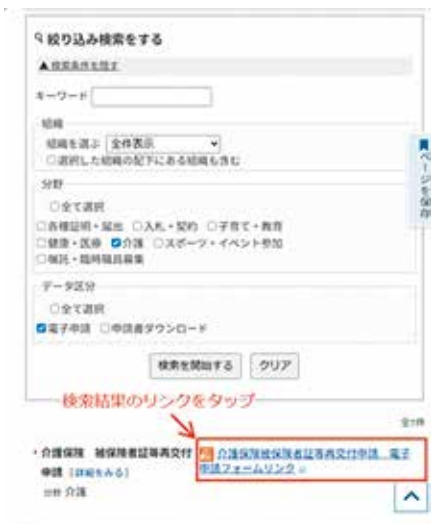 絞り込み検索をする
▲検索条件を隠す
キーワード
組織
組織を選ぶ 全件表示
□選択した組織の配下にある組織も含む
分野
□全て選択
□各種証明・届出 □入札・契約 □子育て・教育
□健康・医療 ☑介護 □スポーツ・イベント参加
□嘱託・臨時職員募集
データ区分
□全て選択
☑電子申請 □申請書ダウンロード
検索を開始する クリア
ページを保存
検索結果のリンクをタップ
全1件
・介護保険 被保険者証等再交付
申請 [詳細をみる]
分野 介護
介護保険被保険者証等再交付申請 電子
申請フォームリンク